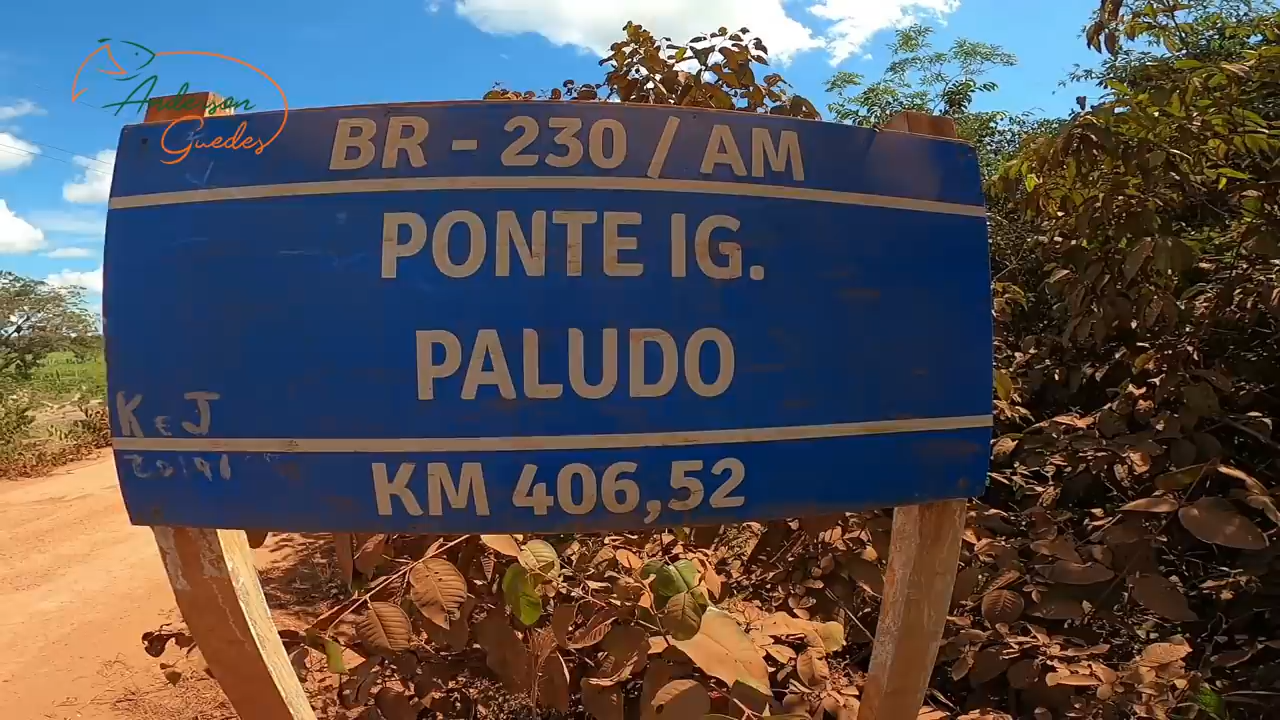 Anderson
Guedes
BR - 230 / AM
PONTE IG.
PALUDO
K E J
KM 406,52